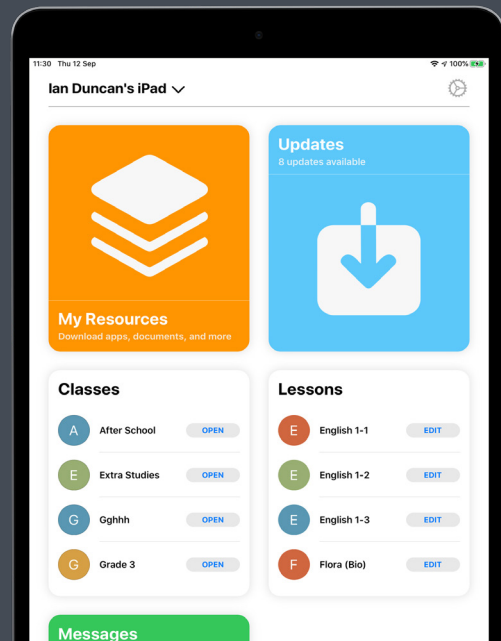 11:30 Thu 12 Sep
100%
Ian Duncan's iPad
Updates
8 updates available
My Resources
Download apps, documents, and more
Classes
A After School OPEN
E Extra Studies OPEN
G Gghhh OPEN
G Grade 3 OPEN
Lessons
E English 1-1 EDIT
E English 1-2 EDIT
E English 1-3 EDIT
F Flora (Bio) EDIT
Messages